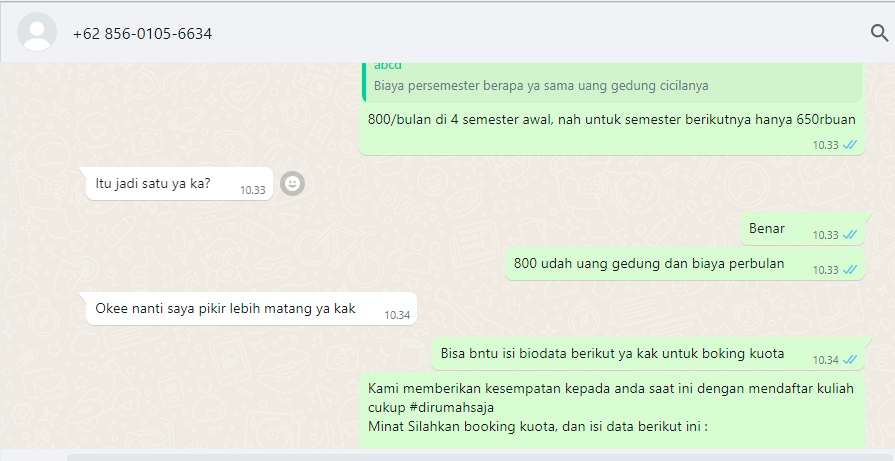 +62 856-0105-6634
abcd
Biaya persemester berapa ya sama uang gedung cicilanya
800/bulan di 4 semester awal, nah untuk semester berikutnya hanya 650rbuan
10.33
Itu jadi satu ya ka?
10.33
Benar
10.33
800 udah uang gedung dan biaya perbulan
10.33
Okee nanti saya pikir lebih matang ya kak
10.34
Bisa bntu isi biodata berikut ya kak untuk boking kuota
10.34
Kami memberikan kesempatan kepada anda saat ini dengan mendaftar kuliah
cukup #dirumahsaja
Minat Silahkan booking kuota, dan isi data berikut ini :